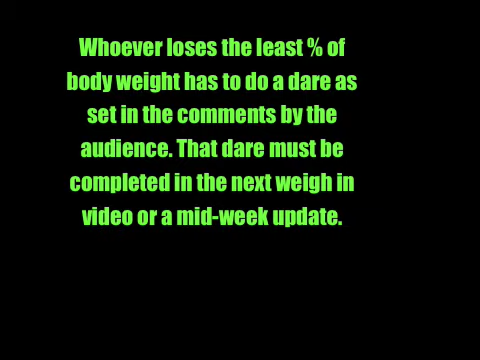 Whoever loses the least % of
body weight has to do a dare as
set in the comments by the
audience. That dare must be
completed in the next weigh in
video or a mid-week update.